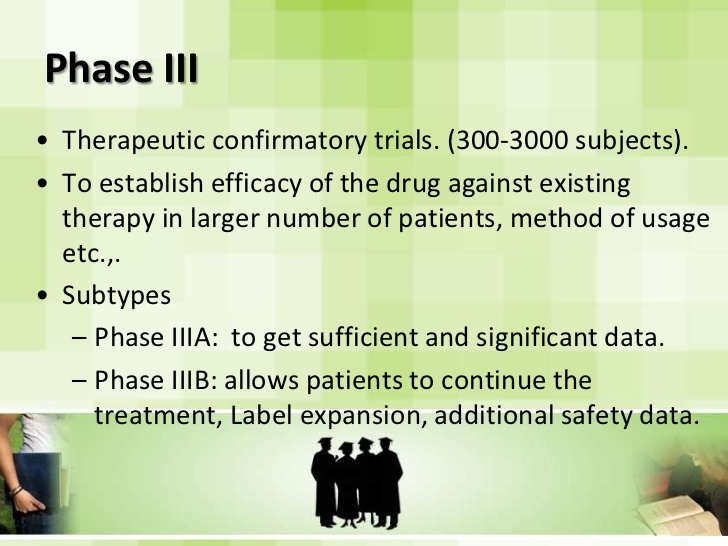 Phase III
• Therapeutic confirmatory trials. (300-3000 subjects).
• To establish efficacy of the drug against existing
therapy in larger number of patients, method of usage
etc.,.
• Subtypes
– Phase IIIA:  to get sufficient and significant data.
– Phase IIIB: allows patients to continue the
treatment, Label expansion, additional safety data.